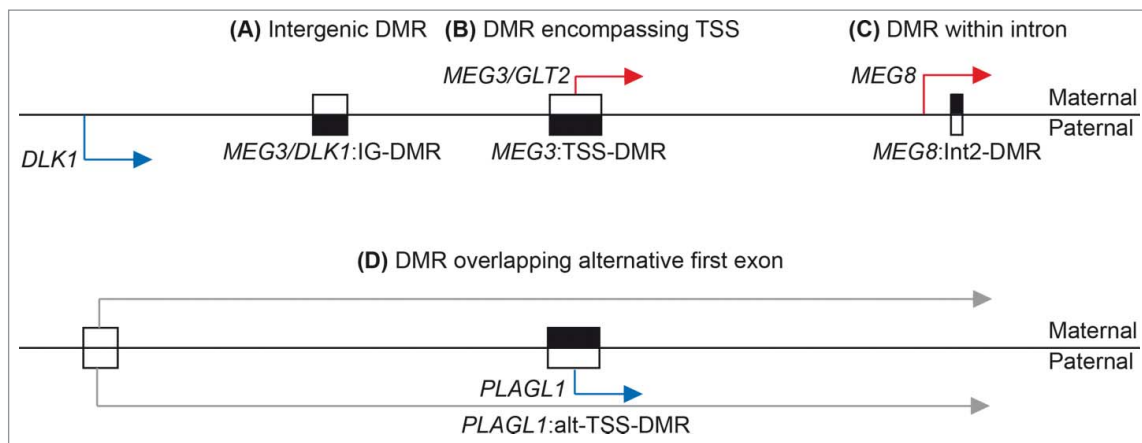 (A) Intergenic DMR
(B) DMR encompassing TSS
(C) DMR within intron
MEG3/GLT2
MEG8
Maternal
Paternal
DLK1
MEG3/DLK1:IG-DMR
MEG3:TSS-DMR
MEG8:Int2-DMR
(D) DMR overlapping alternative first exon
Maternal
Paternal
PLAGL1
PLAGL1:alt-TSS-DMR